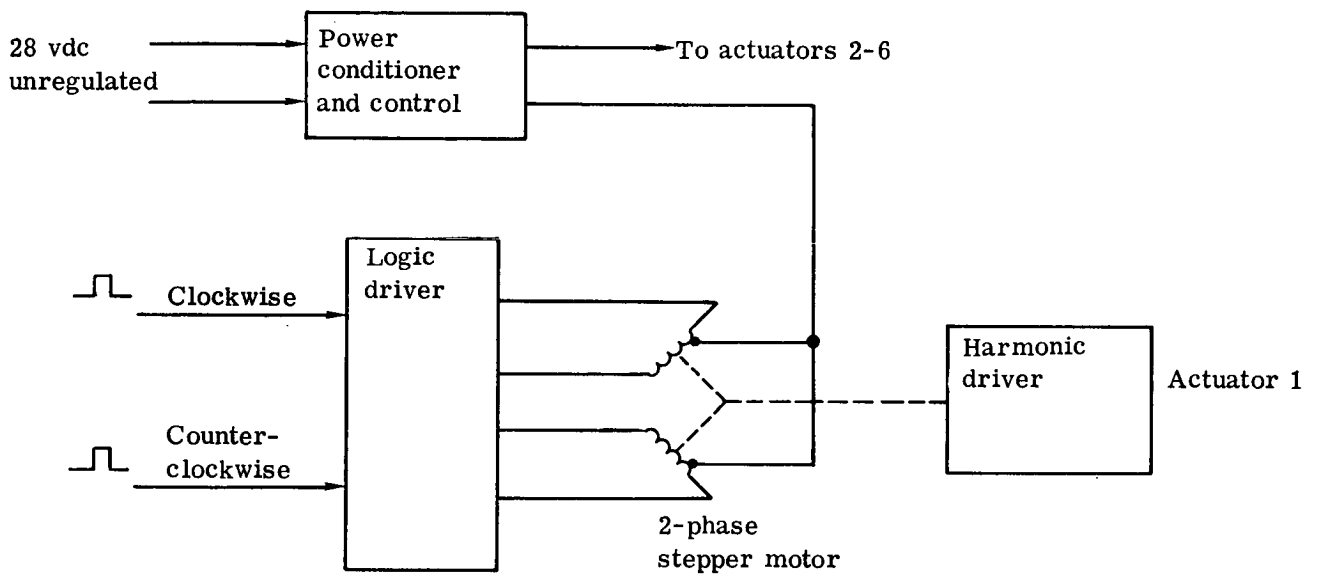 28 vdc
unregulated
Power
conditioner
and control
To actuators 2-6
Clockwise
Logic
driver
Counter-
clockwise
2-phase
stepper motor
Harmonic
driver
Actuator 1